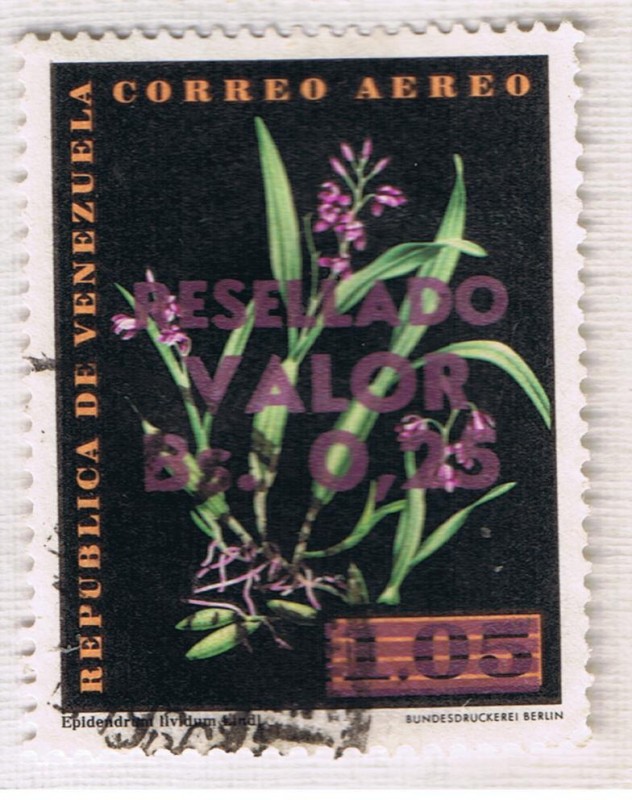 CORREO AEREO
REPUBLICA DE VENEZUELA
RESELLADO
VALOR
Bs. 0,25
1.05
Epidendrum lividum Lindl
BUNDESDRUCKEREI BERLIN